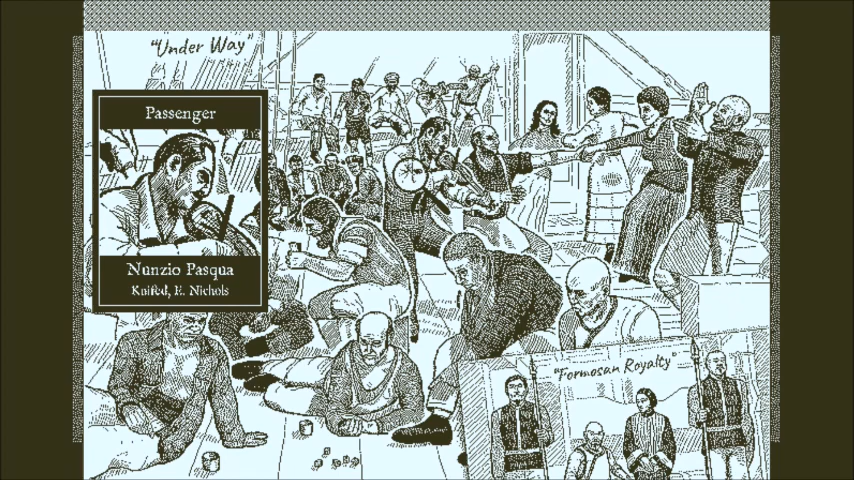 "Under Way"
Passenger
Nunzio Pasqua
Knifed, E. Nichols
"Formosan Royalty"